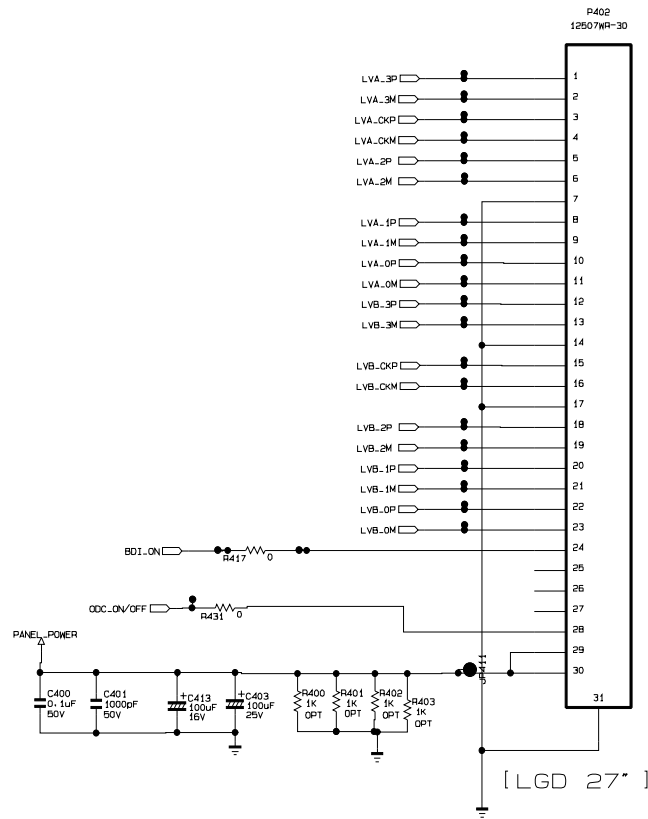 P402
12507WR-30
LVA_3P 1
LVA_3M 2
LVA_CKP 3
LVA_CKM 4
LVA_2P 5
LVA_2M 6
7
LVA_1P 8
LVA_1M 9
LVA_0P 10
LVA_0M 11
LVB_3P 12
LVB_3M 13
14
LVB_CKP 15
LVB_CKM 16
17
LVB_2P 18
LVB_2M 19
LVB_1P 20
LVB_1M 21
LVB_0P 22
LVB_0M 23
BDI_ON 24
R417 0
25
26
27
ODC_ON/OFF
R431 0
28
PANEL_POWER
29
30
JP411
C400
0.1uF
50V
C401
1000pF
50V
C413
100uF
16V
C403
100uF
25V
R400
1K
OPT
R401
1K
OPT
R402
1K
OPT
R403
1K
OPT
31
[LGD 27"]